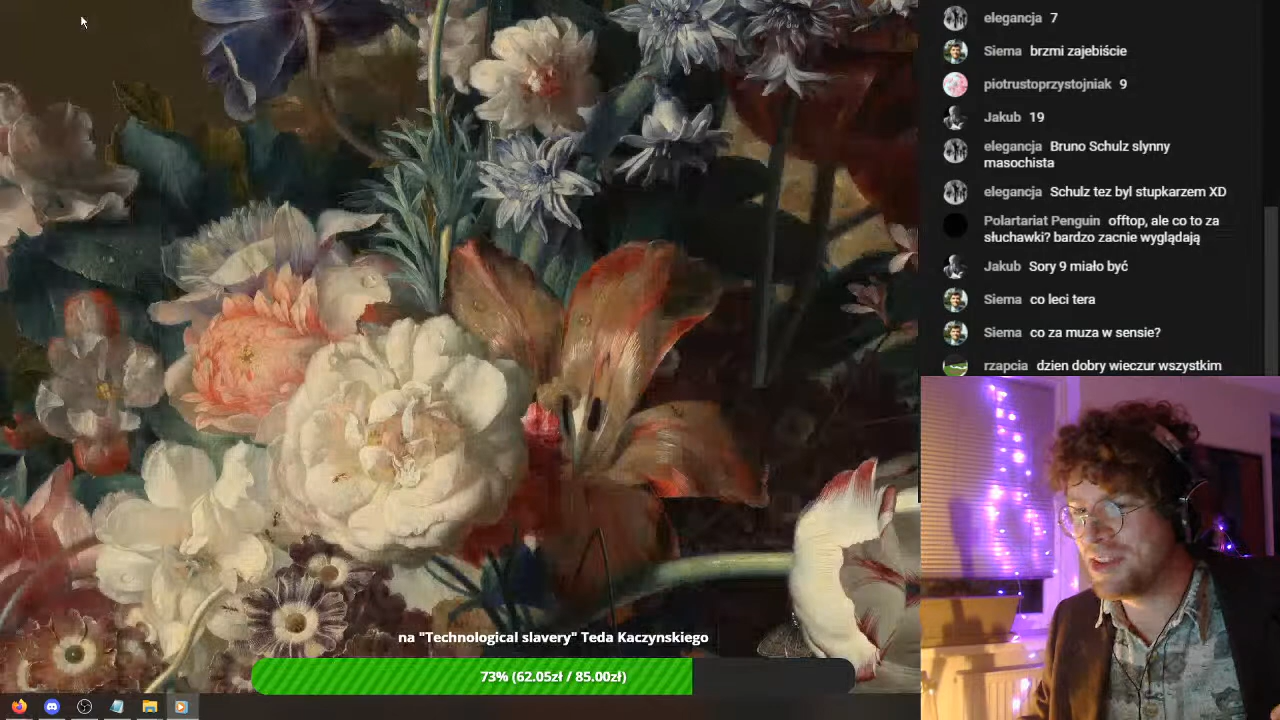 elegancja 7
Siema brzmi zajebiście
piotrustoprzystojniak 9
Jakub 19
elegancja Bruno Schulz slynny
masochista
elegancja Schulz tez byl stupkarzem XD
Polartariat Penguin offtop, ale co to za
słuchawki? bardzo zacnie wyglądają
Jakub Sory 9 miało być
Siema co leci tera
Siema co za muza w sensie?
rzapcia dzien dobry wieczur wszystkim
na "Technological slavery" Teda Kaczynskiego
73% (62.05zł / 85.00zł)